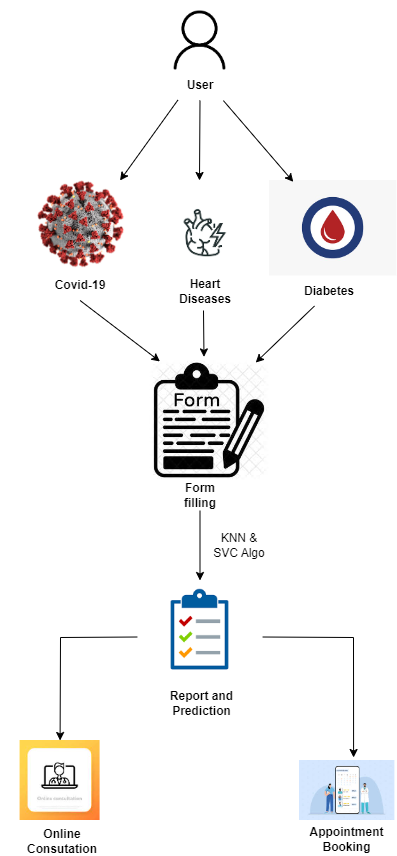 User
Covid-19
Heart
Diseases
Diabetes
Form
Form
filling
KNN &
SVC Algo
Report and
Prediction
Online
Consutation
Appointment
Booking